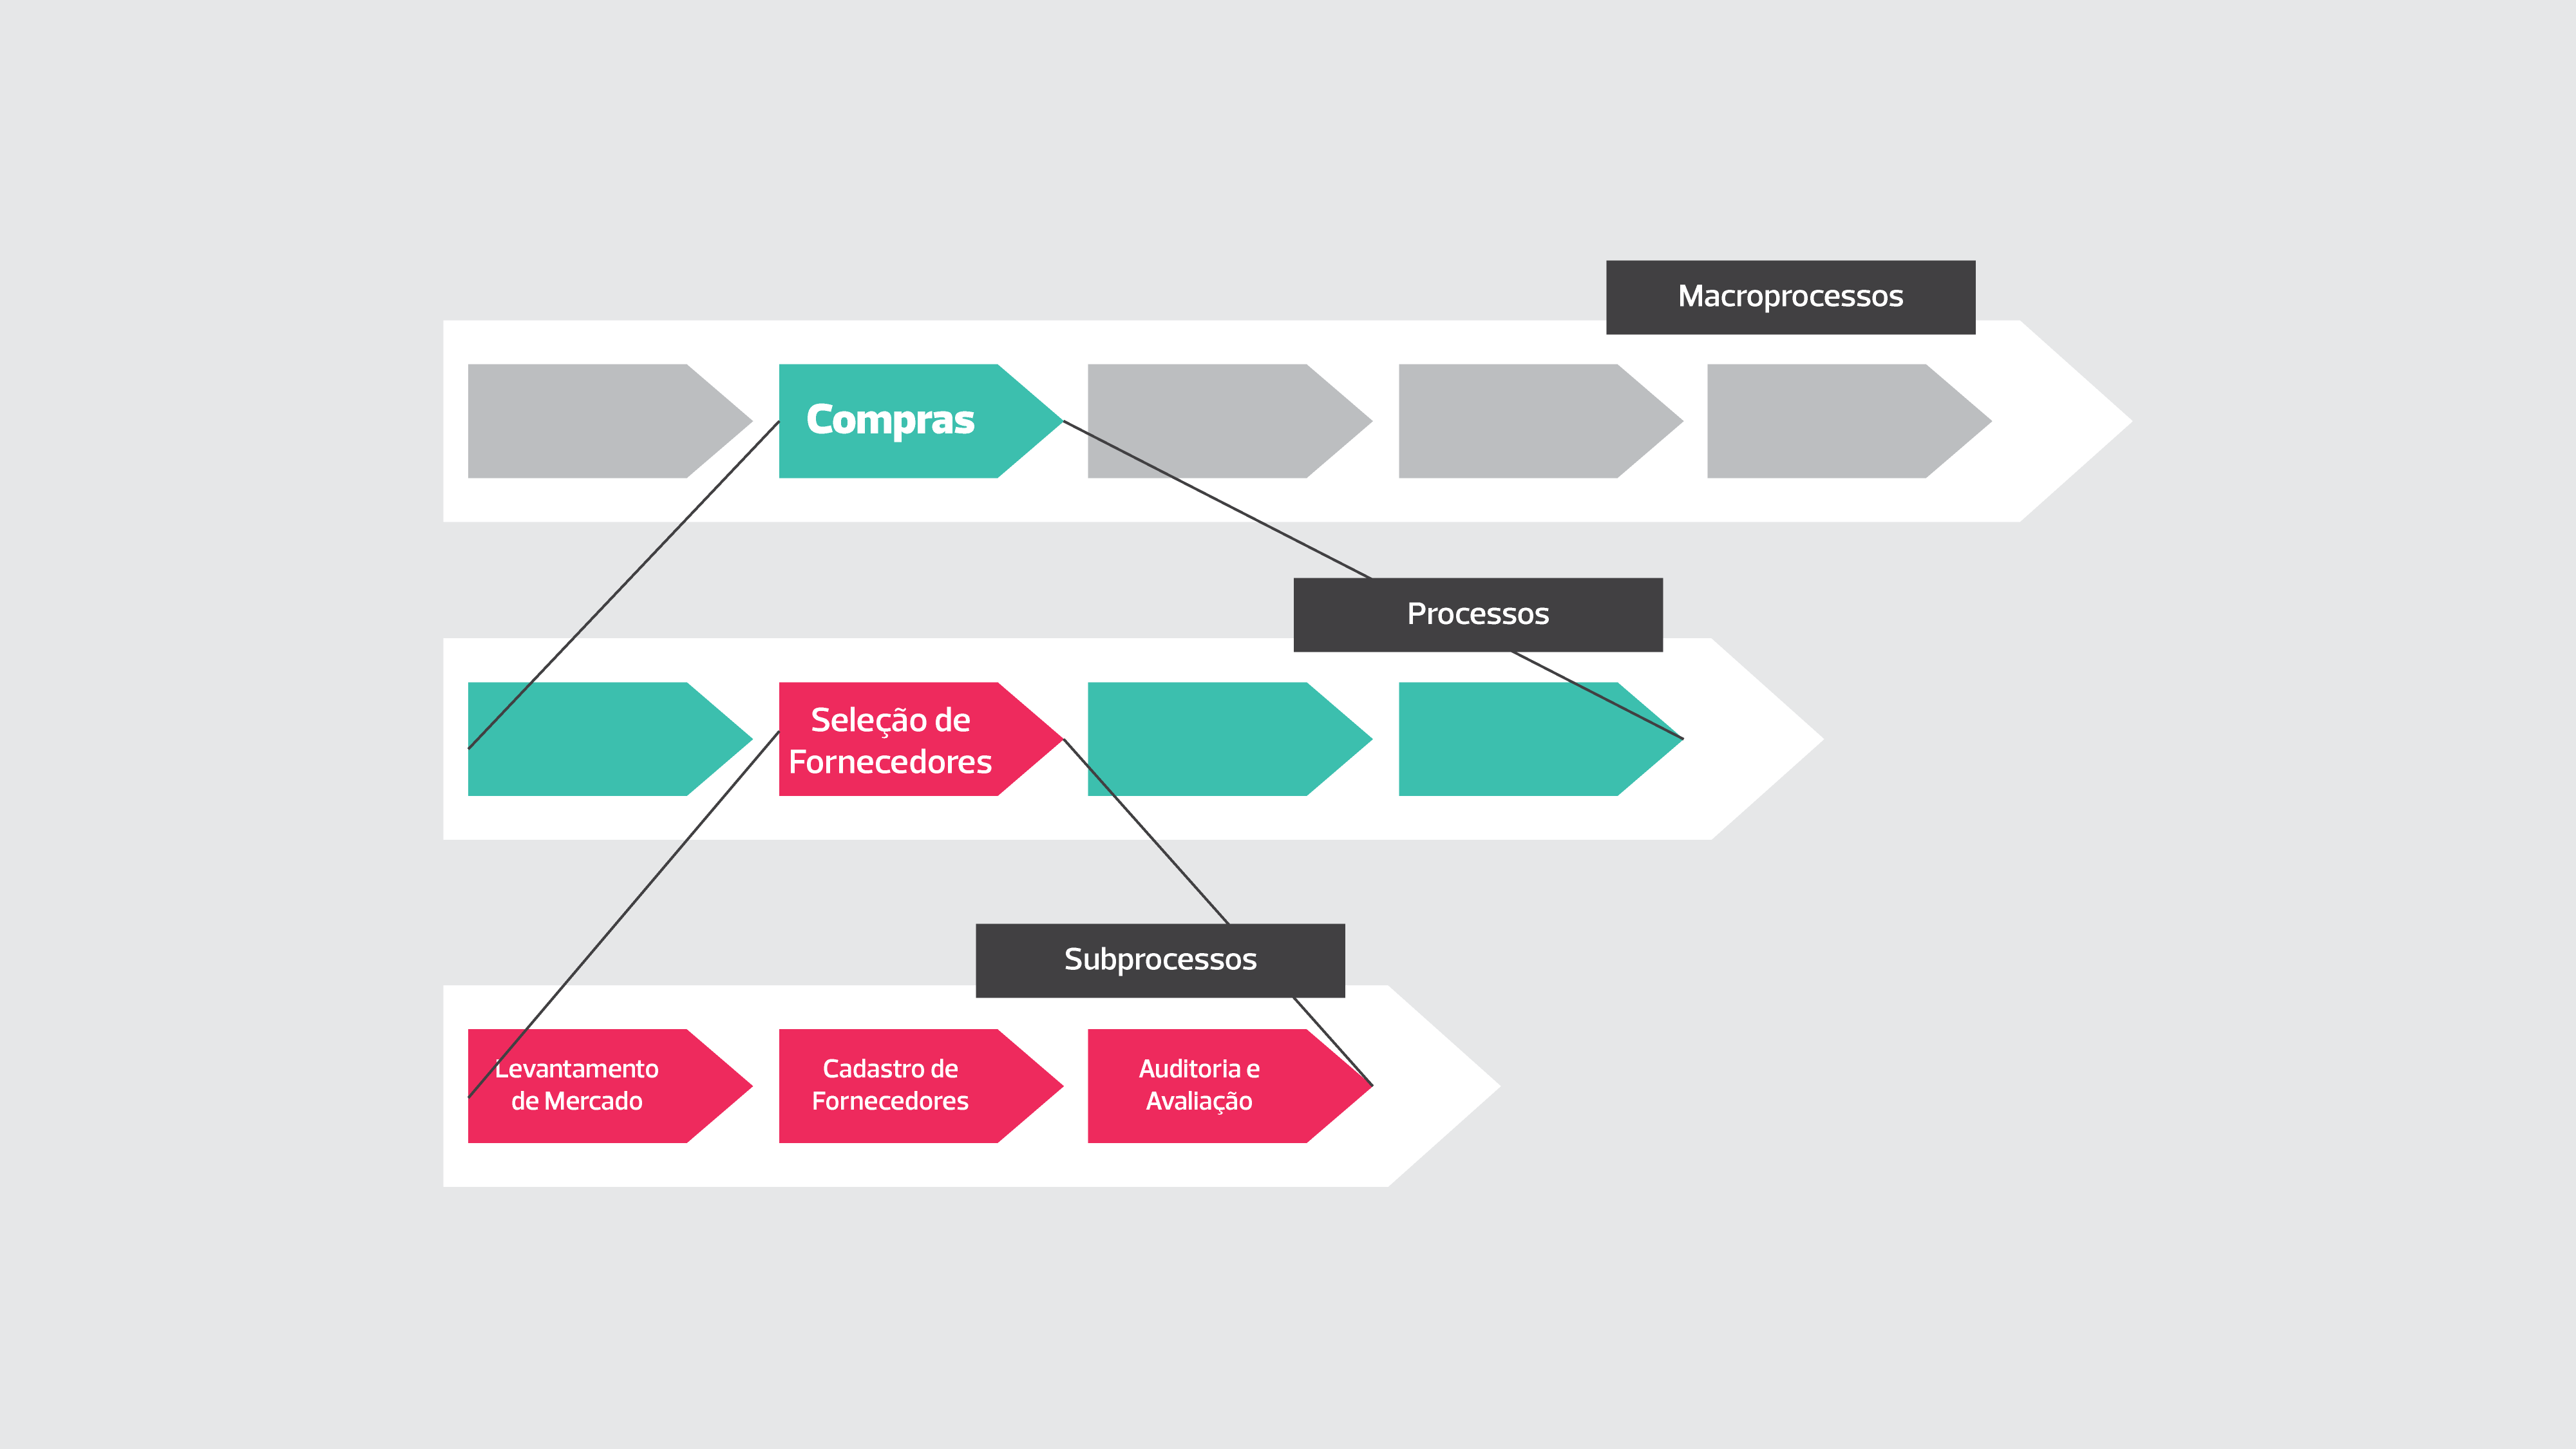 Macroprocessos
Compras
Processos
Seleção de
Fornecedores
Subprocessos
Levantamento
de Mercado
Cadastro de
Fornecedores
Auditoria e
Avaliação